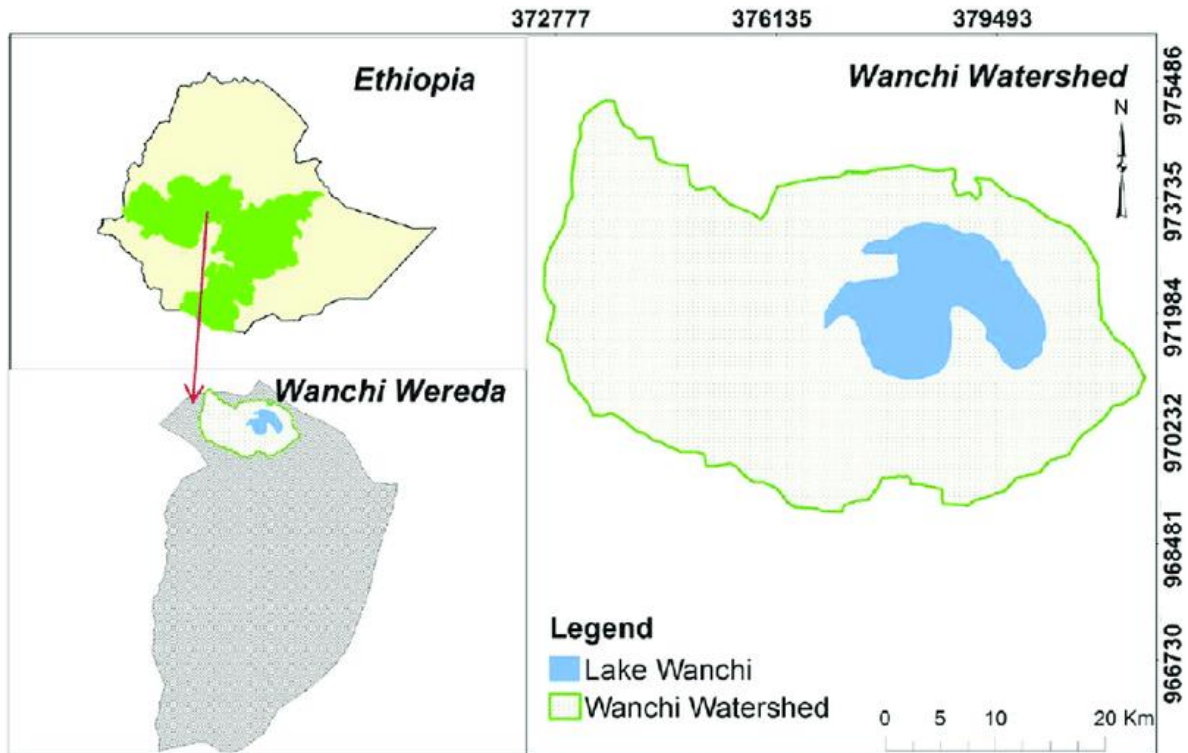 372777 376135 379493
Ethiopia
Wanchi Watershed
N
975486
973735
971984
970232
968481
966730
Wanchi Wereda
Legend
Lake Wanchi
Wanchi Watershed
0 5 10 20 Km